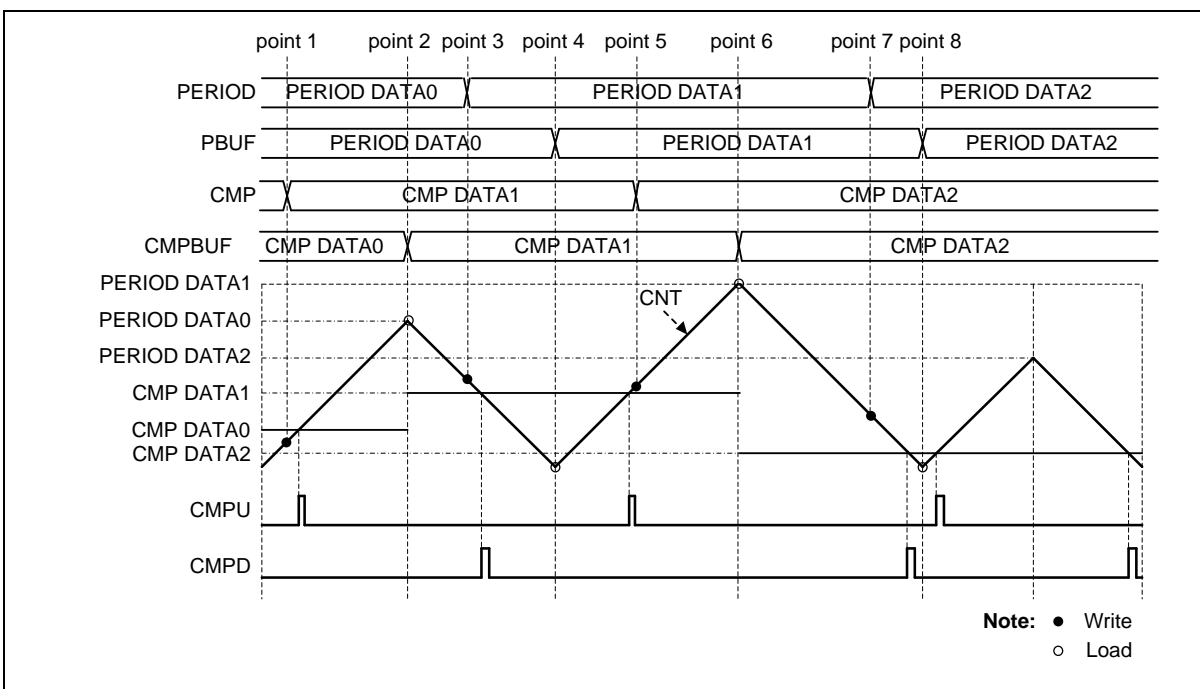 point 1 point 2 point 3 point 4 point 5 point 6 point 7 point 8
PERIOD PERIOD DATA0 PERIOD DATA1 PERIOD DATA2
PBUF PERIOD DATA0 PERIOD DATA1 PERIOD DATA2
CMP CMP DATA1 CMP DATA2
CMPBUF CMP DATA0 CMP DATA1 CMP DATA2
PERIOD DATA1
CNT
PERIOD DATA0
PERIOD DATA2
CMP DATA1
CMP DATA0
CMP DATA2
CMPU
CMPD
Note: ● Write
○ Load